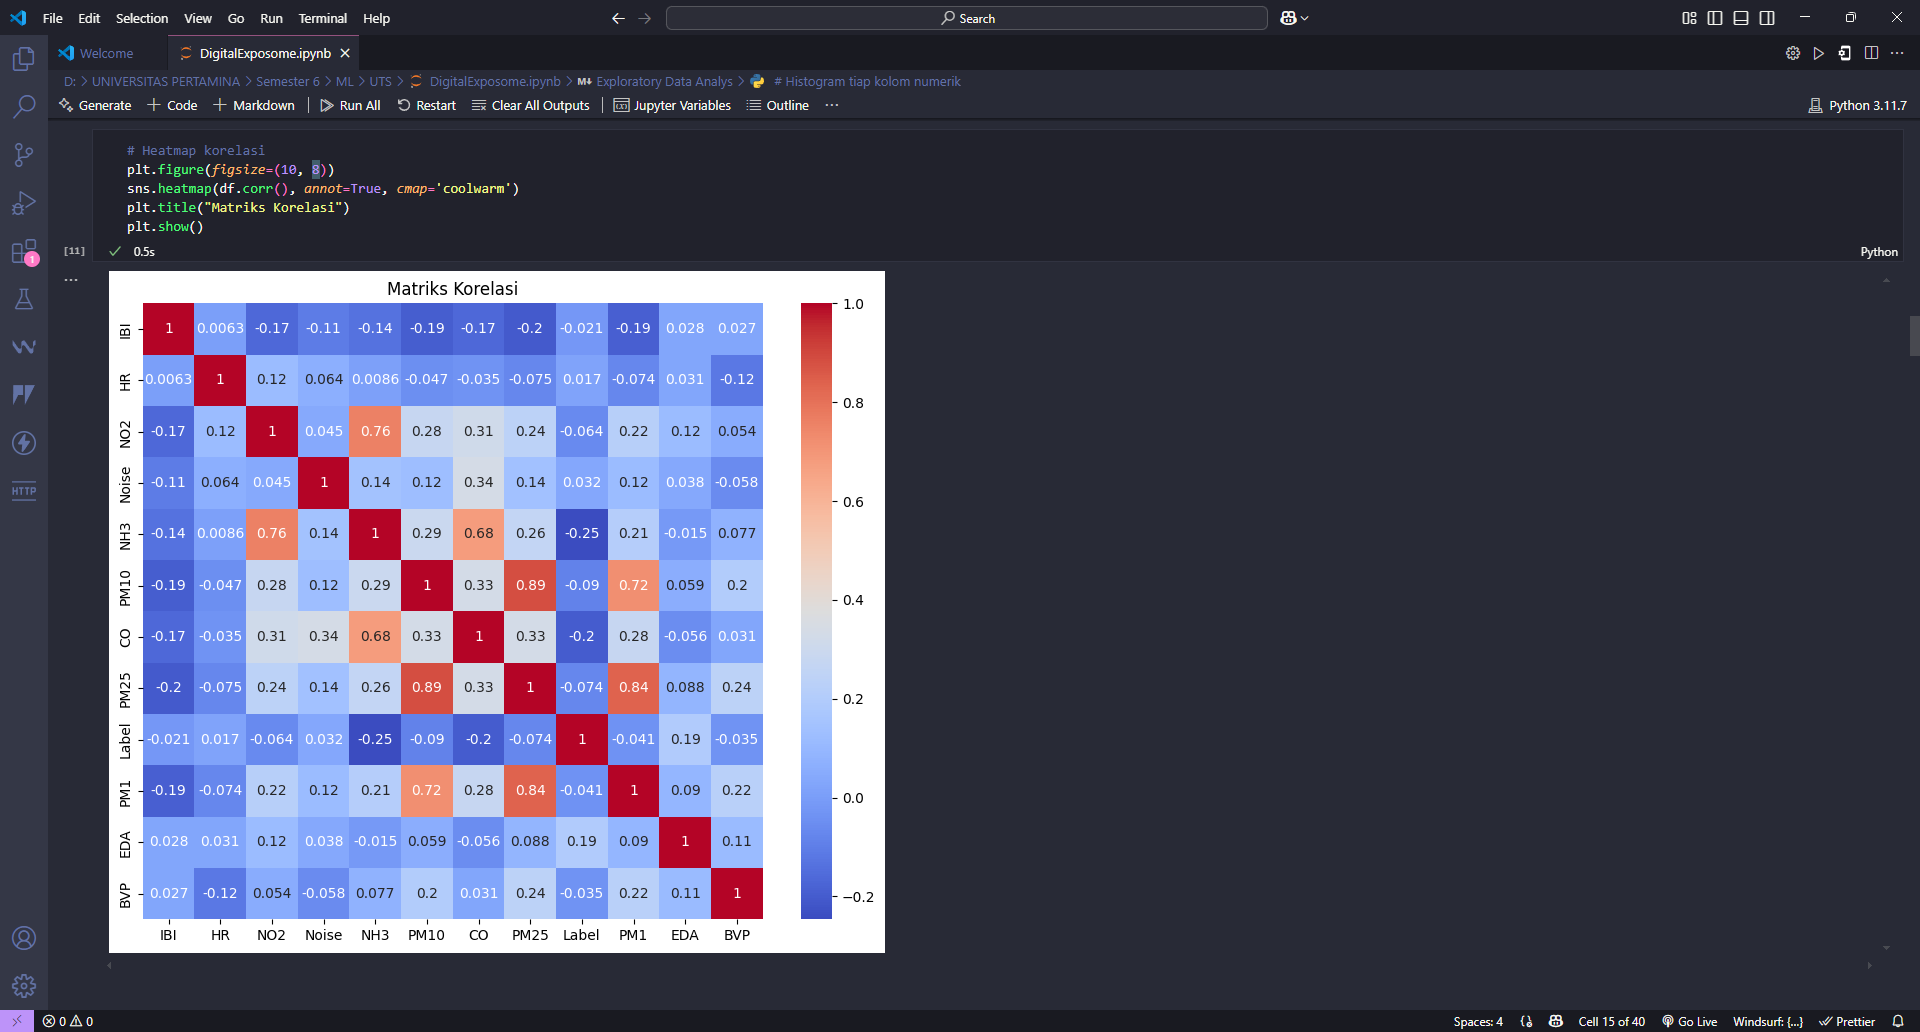 File Edit Selection View Go Run Terminal Help
Search
Welcome
DigitalExposome.ipynb
D: > UNIVERSITAS PERTAMINA > Semester 6 > ML > UTS > DigitalExposome.ipynb > M↓ Exploratory Data Analys > # Histogram tiap kolom numerik
Generate + Code + Markdown | Run All Restart Clear All Outputs | Jupyter Variables Outline ...
Python 3.11.7
# Heatmap korelasi
plt.figure(figsize=(10, 8))
sns.heatmap(df.corr(), annot=True, cmap='coolwarm')
plt.title("Matriks Korelasi")
plt.show()
[11] ✓ 0.5s
Python
1
HTTP
Matriks Korelasi
IBI 1 0.0063 -0.17 -0.11 -0.14 -0.19 -0.17 -0.2 -0.021 -0.19 0.028 0.027
HR 0.0063 1 0.12 0.064 0.0086 -0.047 -0.035 -0.075 0.017 -0.074 0.031 -0.12
NO2 -0.17 0.12 1 0.045 0.76 0.28 0.31 0.24 -0.064 0.22 0.12 0.054
Noise -0.11 0.064 0.045 1 0.14 0.12 0.34 0.14 0.032 0.12 0.038 -0.058
NH3 -0.14 0.0086 0.76 0.14 1 0.29 0.68 0.26 -0.25 0.21 -0.015 0.077
PM10 -0.19 -0.047 0.28 0.12 0.29 1 0.33 0.89 -0.09 0.72 0.059 0.2
CO -0.17 -0.035 0.31 0.34 0.68 0.33 1 0.33 -0.2 0.28 -0.056 0.031
PM25 -0.2 -0.075 0.24 0.14 0.26 0.89 0.33 1 -0.074 0.84 0.088 0.24
Label -0.021 0.017 -0.064 0.032 -0.25 -0.09 -0.2 -0.074 1 -0.041 0.19 -0.035
PM1 -0.19 -0.074 0.22 0.12 0.21 0.72 0.28 0.84 -0.041 1 0.09 0.22
EDA 0.028 0.031 0.12 0.038 -0.015 0.059 -0.056 0.088 0.19 0.09 1 0.11
BVP 0.027 -0.12 0.054 -0.058 0.077 0.2 0.031 0.24 -0.035 0.22 0.11 1
IBI HR NO2 Noise NH3 PM10 CO PM25 Label PM1 EDA BVP
1.0
0.8
0.6
0.4
0.2
0.0
−0.2
0 0
Spaces: 4 Cell 15 of 40 Go Live Windsurf: {...} Prettier